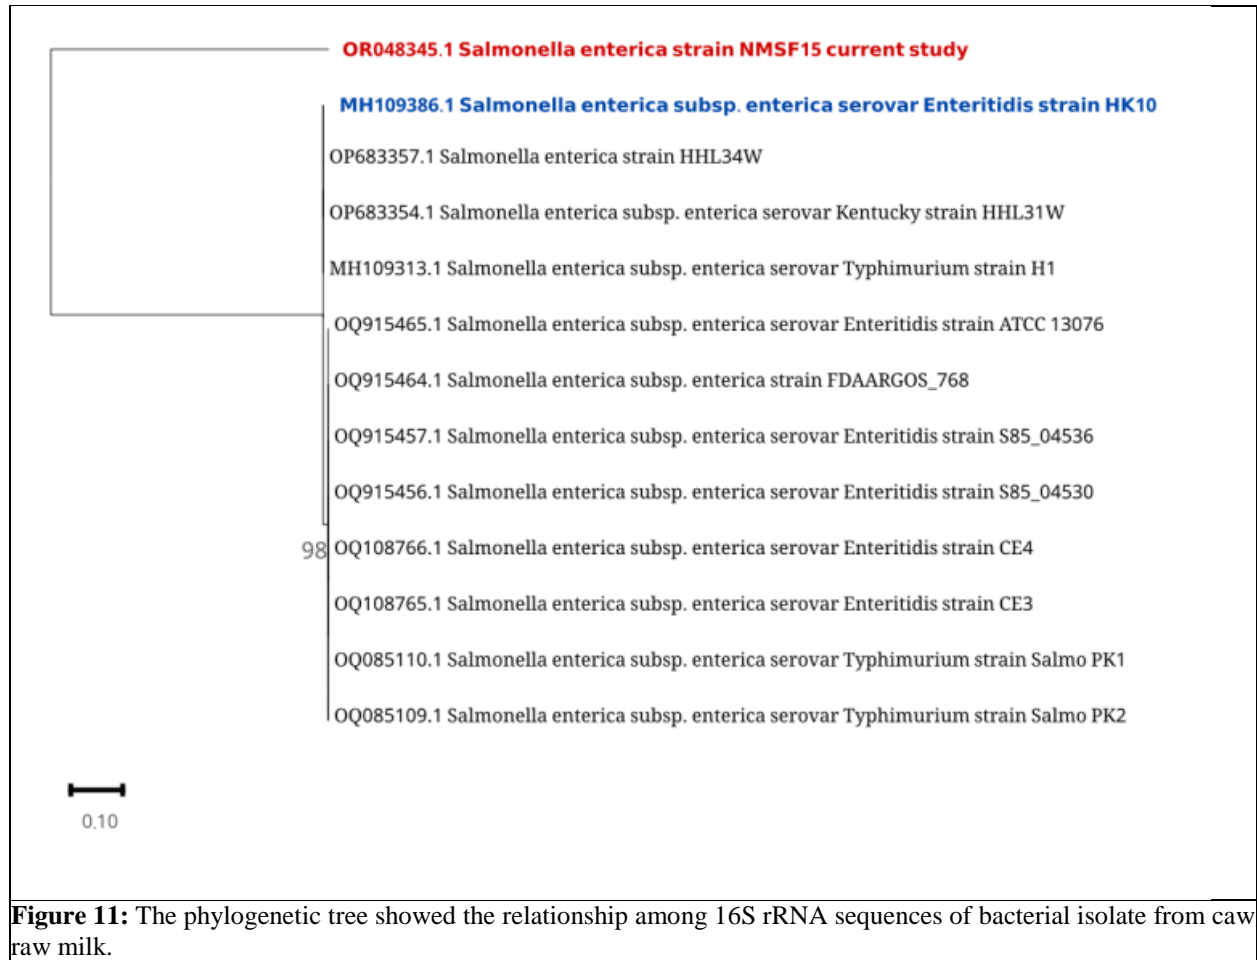 OR048345.1 Salmonella enterica strain NMSF15 current study
MH109386.1 Salmonella enterica subsp. enterica serovar Enteritidis strain HK10
OP683357.1 Salmonella enterica strain HHL34W
OP683354.1 Salmonella enterica subsp. enterica serovar Kentucky strain HHL31W
MH109313.1 Salmonella enterica subsp. enterica serovar Typhimurium strain H1
OQ915465.1 Salmonella enterica subsp. enterica serovar Enteritidis strain ATCC 13076
OQ915464.1 Salmonella enterica subsp. enterica strain FDAARGOS_768
OQ915457.1 Salmonella enterica subsp. enterica serovar Enteritidis strain S85_04536
OQ915456.1 Salmonella enterica subsp. enterica serovar Enteritidis strain S85_04530
98 OQ108766.1 Salmonella enterica subsp. enterica serovar Enteritidis strain CE4
OQ108765.1 Salmonella enterica subsp. enterica serovar Enteritidis strain CE3
OQ085110.1 Salmonella enterica subsp. enterica serovar Typhimurium strain Salmo PK1
OQ085109.1 Salmonella enterica subsp. enterica serovar Typhimurium strain Salmo PK2
0.10
Figure 11: The phylogenetic tree showed the relationship among 16S rRNA sequences of bacterial isolate from caw
raw milk.